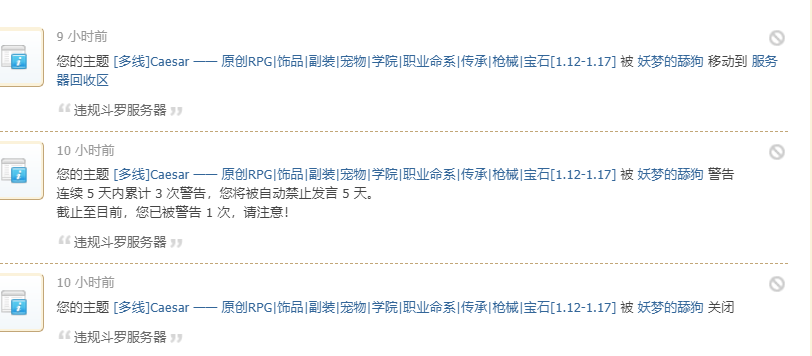 9 小时前
您的主题 [多线]Caesar —— 原创RPG|饰品|副装|宠物|学院|职业命系|传承|枪械|宝石[1.12-1.17] 被 妖梦的舔狗 移动到 服务
器回收区
“ 违规斗罗服务器 ”
10 小时前
您的主题 [多线]Caesar —— 原创RPG|饰品|副装|宠物|学院|职业命系|传承|枪械|宝石[1.12-1.17] 被 妖梦的舔狗 警告
连续 5 天内累计 3 次警告，您将被自动禁止发言 5 天。
截止至目前，您已被警告 1 次，请注意！
“ 违规斗罗服务器 ”
10 小时前
您的主题 [多线]Caesar —— 原创RPG|饰品|副装|宠物|学院|职业命系|传承|枪械|宝石[1.12-1.17] 被 妖梦的舔狗 关闭
“ 违规斗罗服务器 ”